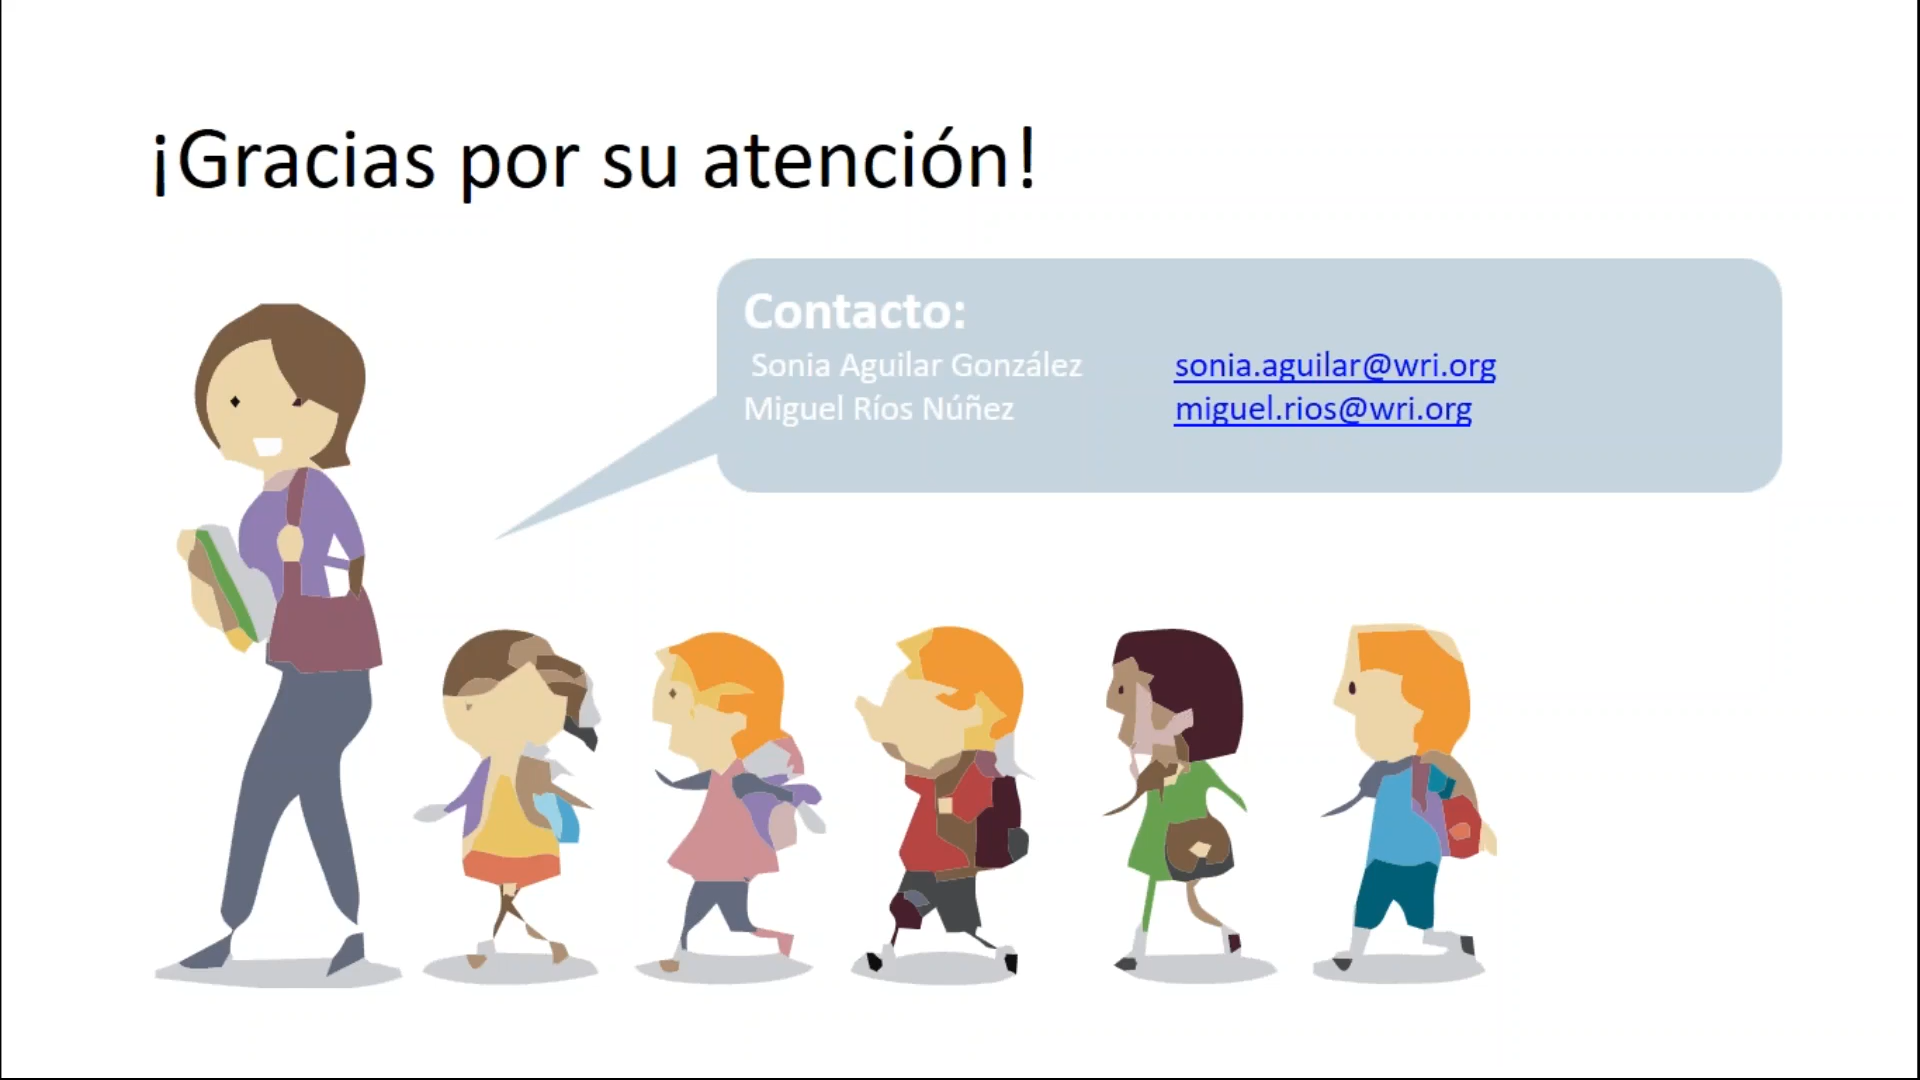 ¡Gracias por su atención!
Contacto:
Sonia Aguilar González sonia.aguilar@wri.org
Miguel Ríos Núñez miguel.rios@wri.org